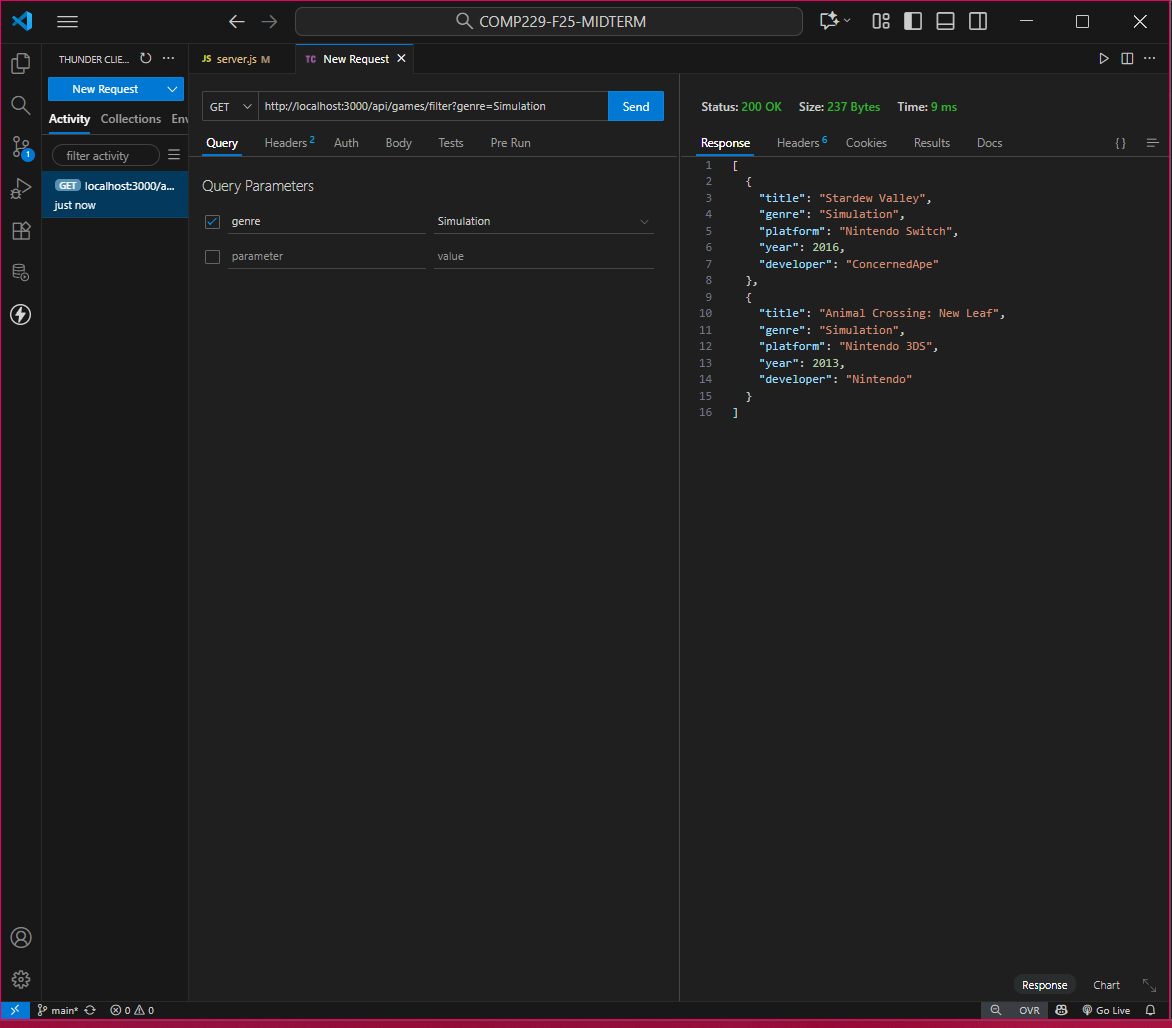 COMP229-F25-MIDTERM
THUNDER CLIE... ...
New Request
Activity Collections Env
filter activity
GET localhost:3000/a...
just now
JS server.js M
TC New Request
GET http://localhost:3000/api/games/filter?genre=Simulation Send
Query Headers 2 Auth Body Tests Pre Run
Query Parameters
genre Simulation
parameter value
Status: 200 OK Size: 237 Bytes Time: 9 ms
Response Headers 6 Cookies Results Docs {}
1 [
2 {
3 "title": "Stardew Valley",
4 "genre": "Simulation",
5 "platform": "Nintendo Switch",
6 "year": 2016,
7 "developer": "ConcernedApe"
8 },
9 {
10 "title": "Animal Crossing: New Leaf",
11 "genre": "Simulation",
12 "platform": "Nintendo 3DS",
13 "year": 2013,
14 "developer": "Nintendo"
15 }
16 ]
Response Chart
1
main* 0 0
OVR Go Live